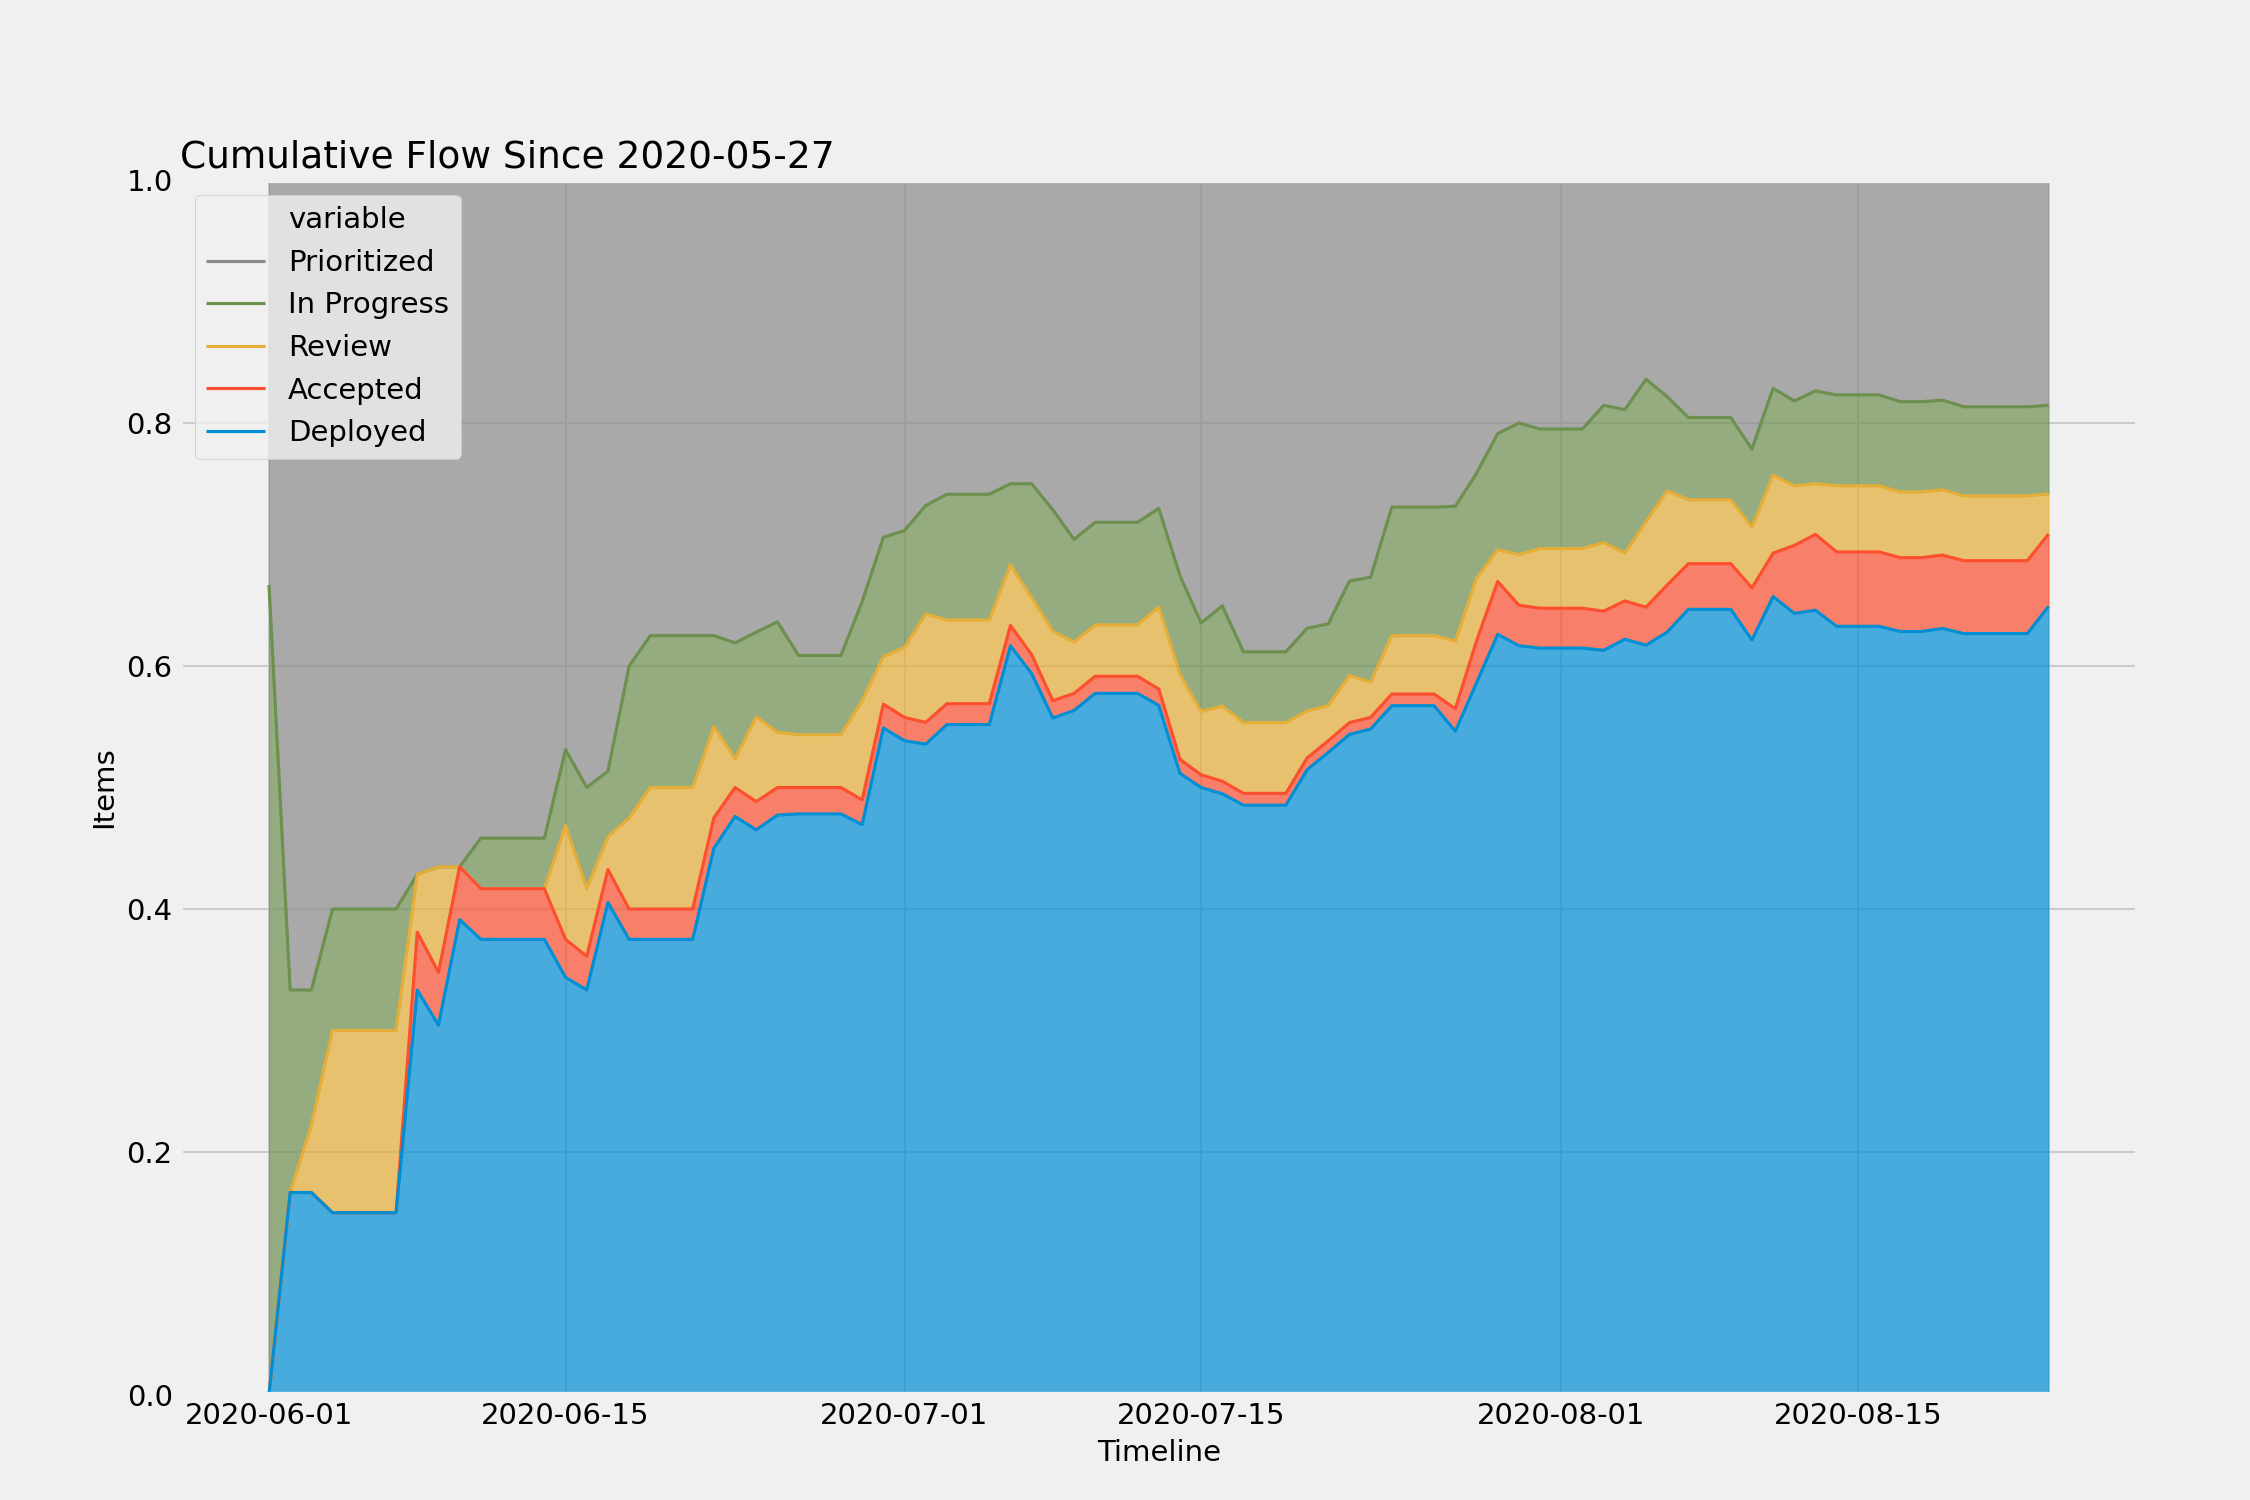 Cumulative Flow Since 2020-05-27
1.0
variable
Prioritized
In Progress
Review
Accepted
Deployed
0.8
0.6
0.4
0.2
0.0
Items
2020-06-01 2020-06-15 2020-07-01 2020-07-15 2020-08-01 2020-08-15
Timeline